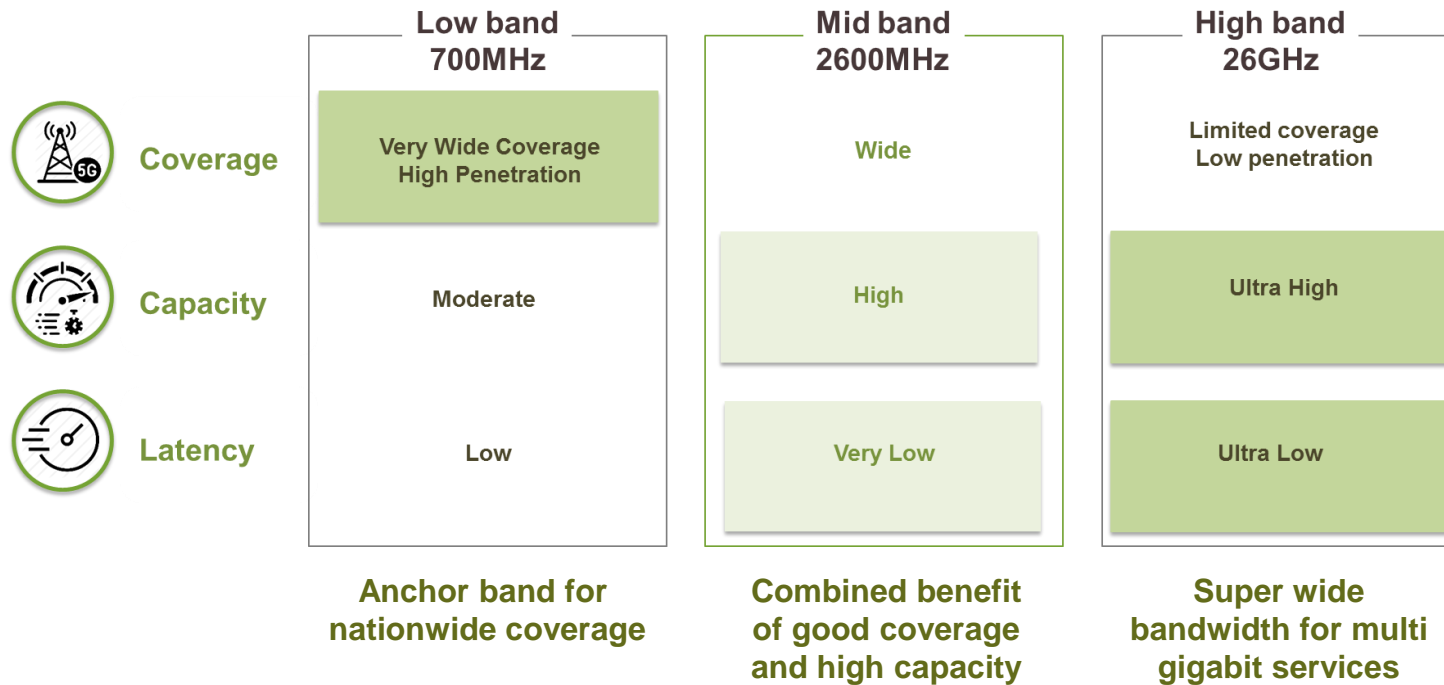 Low band
700MHz
Mid band
2600MHz
High band
26GHz
5G
Coverage
Very Wide Coverage
High Penetration
Wide
Limited coverage
Low penetration
Capacity
Moderate
High
Ultra High
Latency
Low
Very Low
Ultra Low
Anchor band for
nationwide coverage
Combined benefit
of good coverage
and high capacity
Super wide
bandwidth for multi
gigabit services